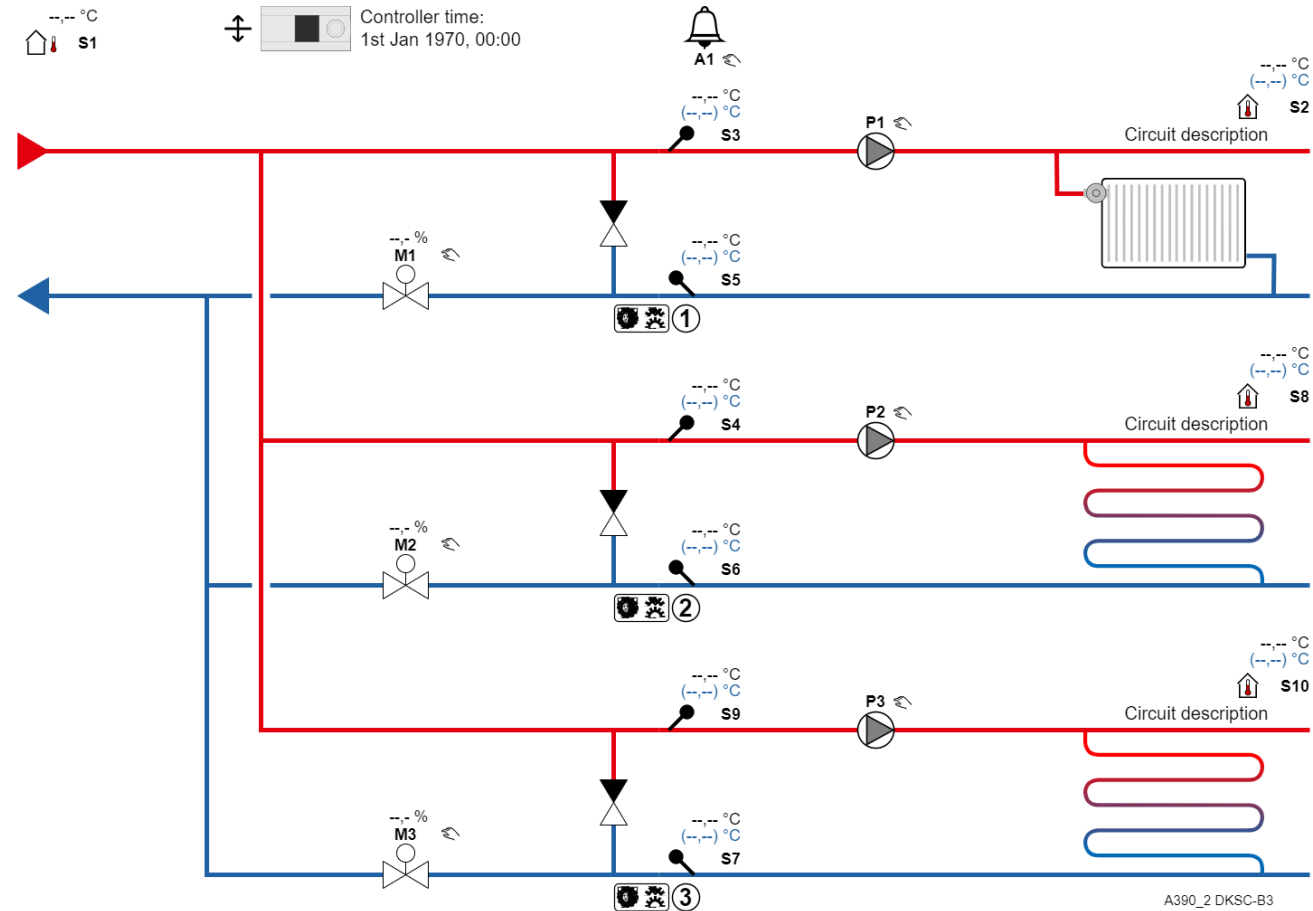 --,-- °C
S1
Controller time:
1st Jan 1970, 00:00
A1
--,-- °C
(--,--) °C
S3
P1
--,-- °C
(--,--) °C
S2
Circuit description
--,- %
M1
--,-- °C
(--,--) °C
S5
1
--,-- °C
(--,--) °C
S4
P2
--,-- °C
(--,--) °C
S8
Circuit description
--,- %
M2
--,-- °C
(--,--) °C
S6
2
--,-- °C
(--,--) °C
S9
P3
--,-- °C
(--,--) °C
S10
Circuit description
--,- %
M3
--,-- °C
(--,--) °C
S7
3
A390_2 DKSC-B3